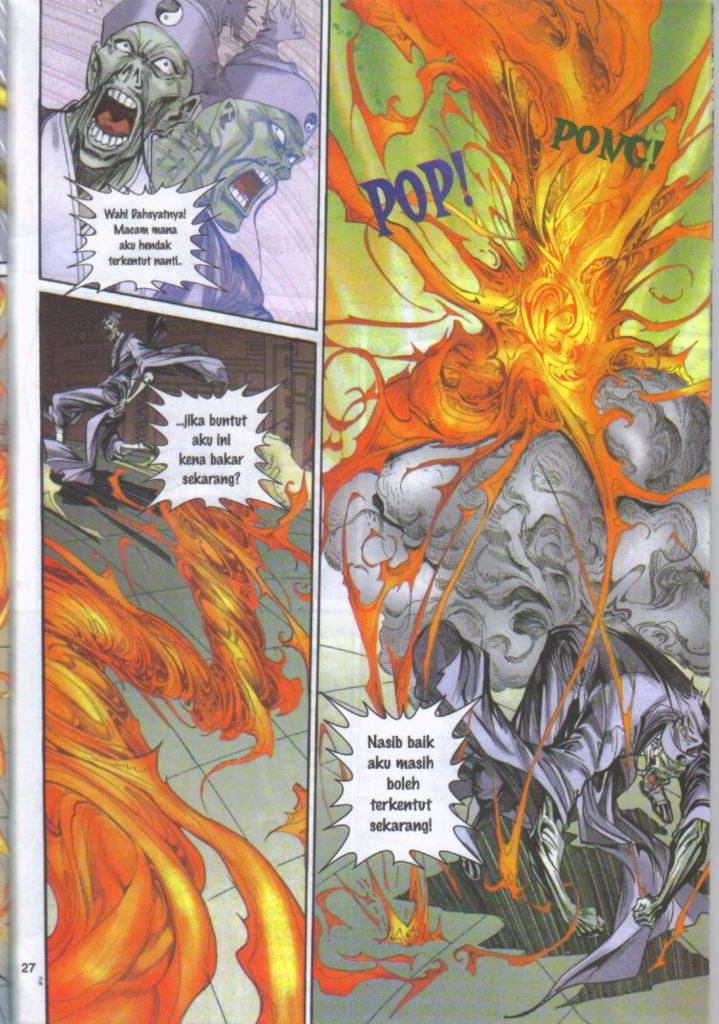 Wah! Dahsyatnya!
Macam mana
aku hendak
terkentut nanti..
...jika buntut
aku ini
kena bakar
sekarang?
POP!
PONG!
Nasib baik
aku masih
boleh
terkentut
sekarang!
27